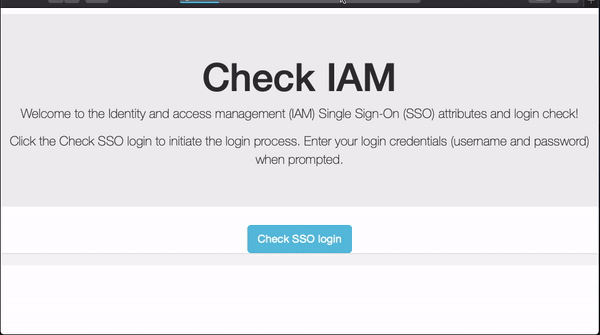 Check IAM
Welcome to the Identity and access management (IAM) Single Sign-On (SSO) attributes and login check!
Click the Check SSO login to initiate the login process. Enter your login credentials (username and password)
when prompted.
Check SSO login